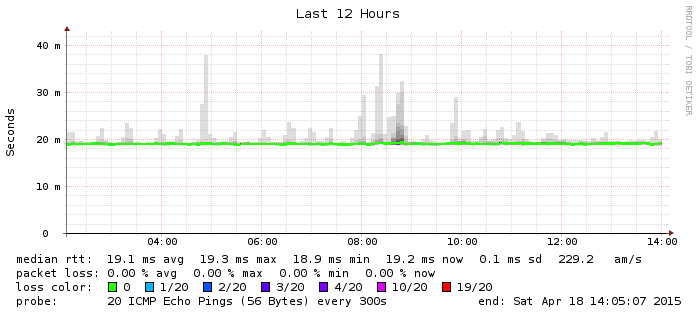 Last 12 Hours
RRDTOOL / TOBI OETIKER
Seconds
40 m
30 m
20 m
10 m
0
04:00 06:00 08:00 10:00 12:00 14:00
median rtt: 19.1 ms avg 19.3 ms max 18.9 ms min 19.2 ms now 0.1 ms sd 229.2 am/s
packet loss: 0.00 % avg 0.00 % max 0.00 % min 0.00 % now
loss color: 0 1/20 2/20 3/20 4/20 10/20 19/20
probe: 20 ICMP Echo Pings (56 Bytes) every 300s end: Sat Apr 18 14:05:07 2015